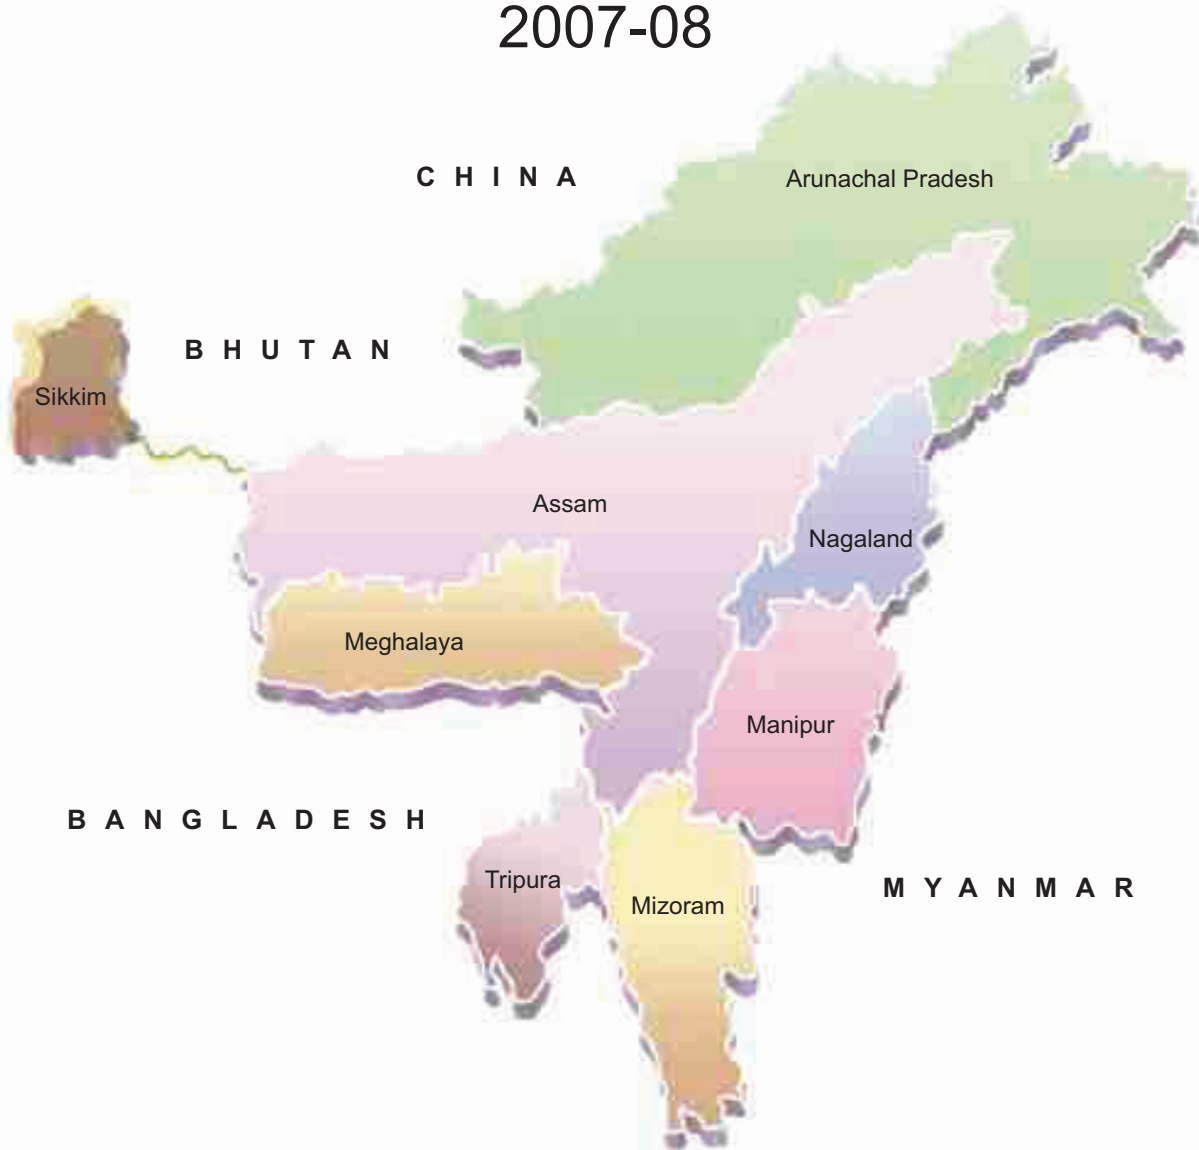 2007-08
C H I N A
Arunachal Pradesh
B H U T A N
Sikkim
Assam
Nagaland
Meghalaya
Manipur
B A N G L A D E S H
Tripura
Mizoram
M Y A N M A R